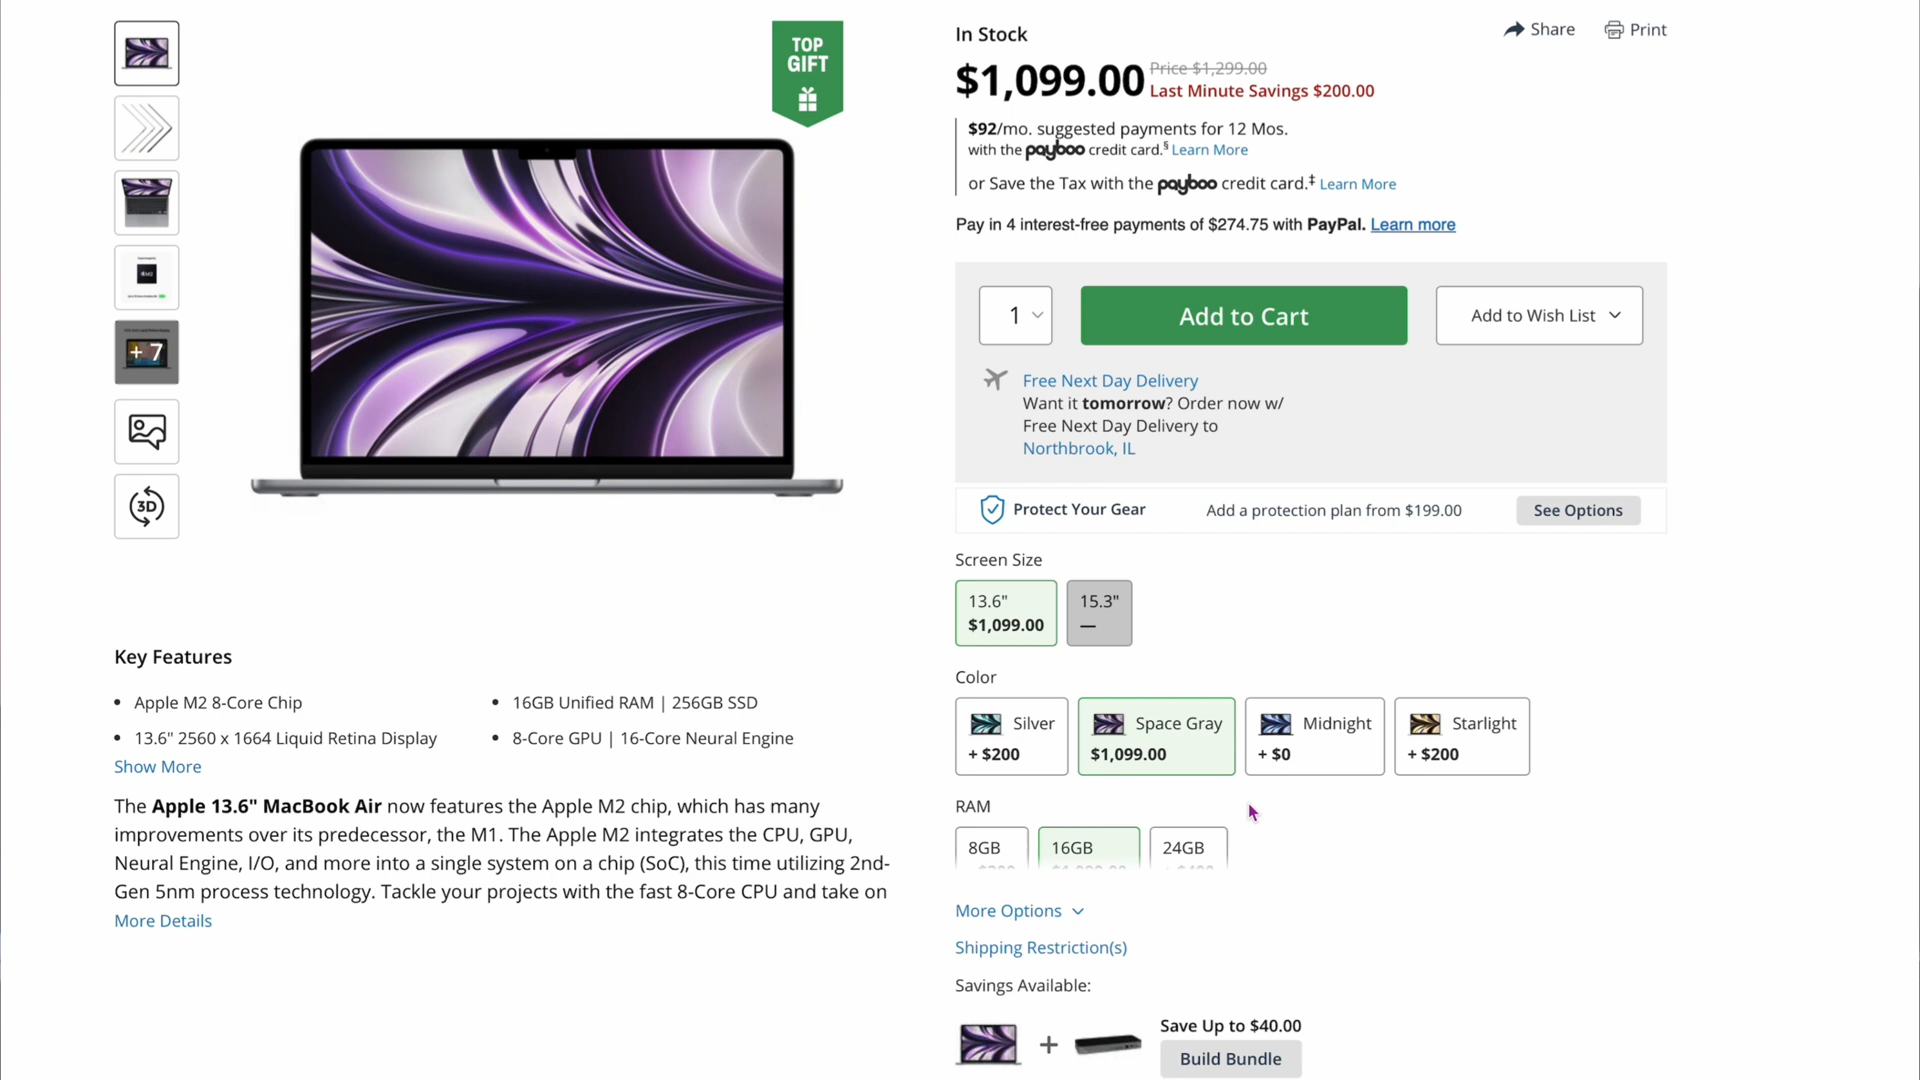 TOP
GIFT
+ 7
3D
In Stock
Share
Print
$1,099.00
Price $1,299.00
Last Minute Savings $200.00
$92/mo. suggested payments for 12 Mos.
with the payboo credit card.§ Learn More
or Save the Tax with the payboo credit card.‡ Learn More
Pay in 4 interest-free payments of $274.75 with PayPal. Learn more
1
Add to Cart
Add to Wish List
Free Next Day Delivery
Want it tomorrow? Order now w/
Free Next Day Delivery to
Northbrook, IL
Protect Your Gear
Add a protection plan from $199.00
See Options
Screen Size
13.6"
$1,099.00
15.3"
—
Color
Silver
+ $200
Space Gray
$1,099.00
Midnight
+ $0
Starlight
+ $200
RAM
8GB
16GB
24GB
More Options
Shipping Restriction(s)
Savings Available:
+
Save Up to $40.00
Build Bundle
Key Features
• Apple M2 8-Core Chip
• 16GB Unified RAM | 256GB SSD
• 13.6" 2560 x 1664 Liquid Retina Display
• 8-Core GPU | 16-Core Neural Engine
Show More
The Apple 13.6" MacBook Air now features the Apple M2 chip, which has many
improvements over its predecessor, the M1. The Apple M2 integrates the CPU, GPU,
Neural Engine, I/O, and more into a single system on a chip (SoC), this time utilizing 2nd-
Gen 5nm process technology. Tackle your projects with the fast 8-Core CPU and take on
More Details